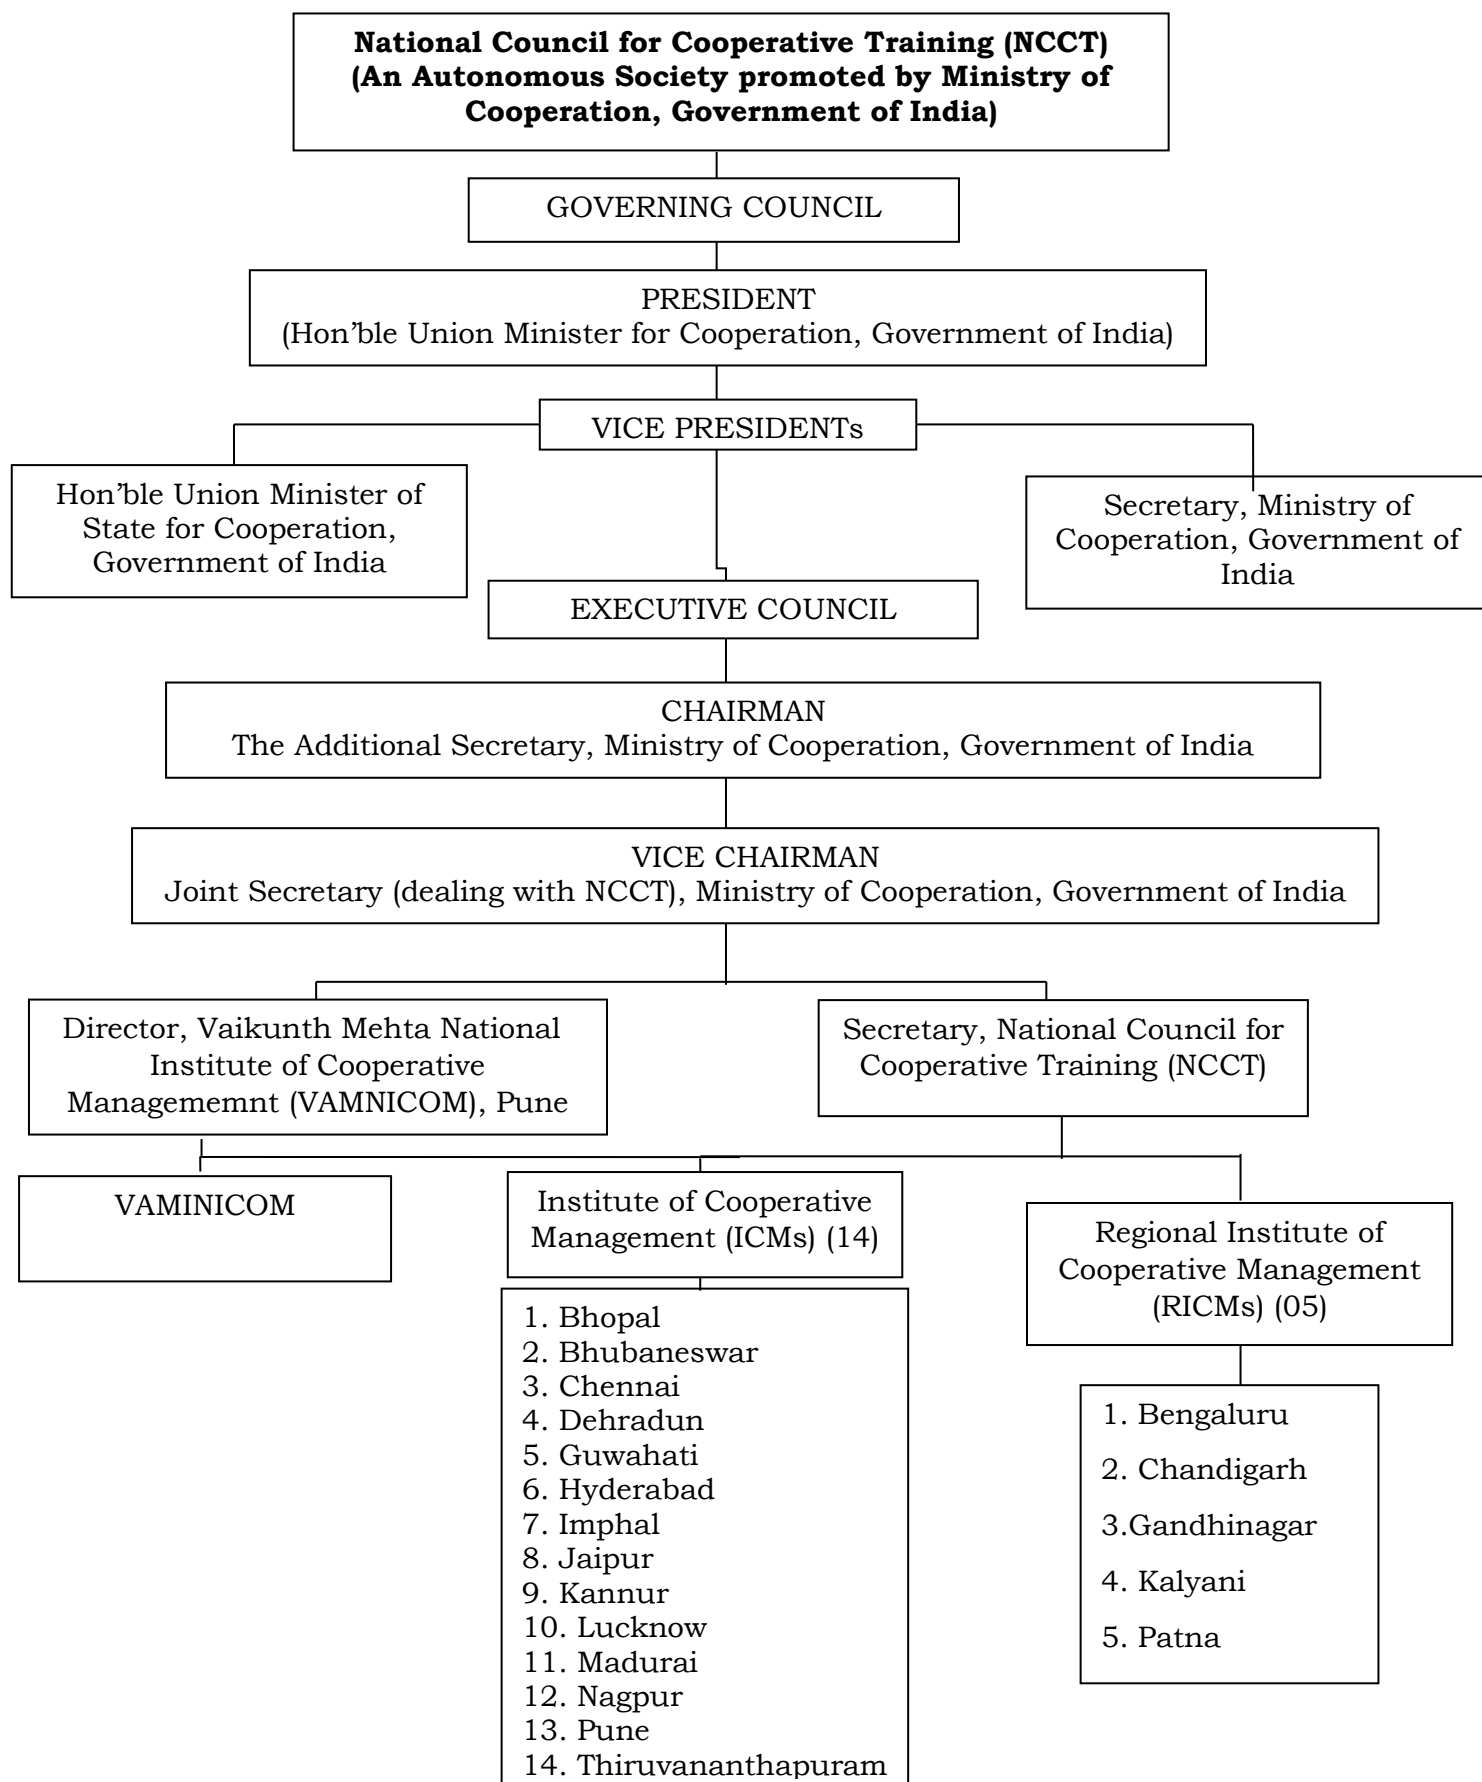 National Council for Cooperative Training (NCCT)
(An Autonomous Society promoted by Ministry of
Cooperation, Government of India)
GOVERNING COUNCIL
PRESIDENT
(Hon’ble Union Minister for Cooperation, Government of India)
VICE PRESIDENTs
Hon’ble Union Minister of
State for Cooperation,
Government of India
Secretary, Ministry of
Cooperation, Government of
India
EXECUTIVE COUNCIL
CHAIRMAN
The Additional Secretary, Ministry of Cooperation, Government of India
VICE CHAIRMAN
Joint Secretary (dealing with NCCT), Ministry of Cooperation, Government of India
Director, Vaikunth Mehta National
Institute of Cooperative
Managememnt (VAMNICOM), Pune
Secretary, National Council for
Cooperative Training (NCCT)
VAMINICOM
Institute of Cooperative
Management (ICMs) (14)
Regional Institute of
Cooperative Management
(RICMs) (05)
1. Bhopal
2. Bhubaneswar
3. Chennai
4. Dehradun
5. Guwahati
6. Hyderabad
7. Imphal
8. Jaipur
9. Kannur
10. Lucknow
11. Madurai
12. Nagpur
13. Pune
14. Thiruvananthapuram
1. Bengaluru
2. Chandigarh
3.Gandhinagar
4. Kalyani
5. Patna